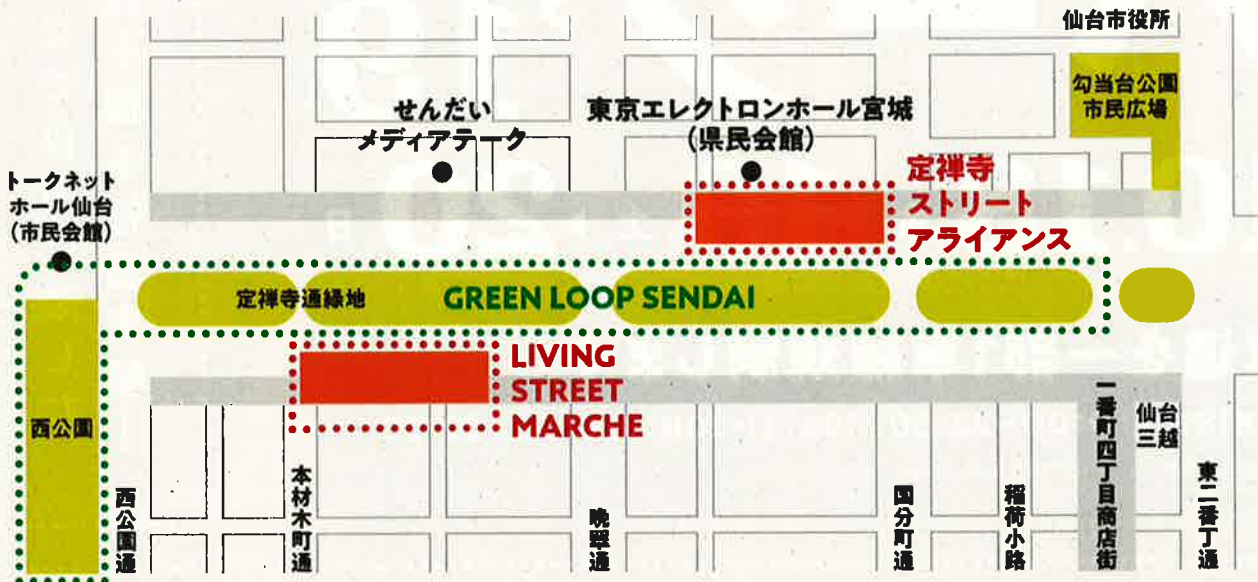 仙台市役所
勾当台公園
市民広場
せんだい
メディアテーク
東京エレクトロンホール宮城
(県民会館)
定禅寺
ストリート
アライアンス
トークネット
ホール仙台
(市民会館)
定禅寺通緑地
GREEN LOOP SENDAI
LIVING
STREET
MARCHE
西公園
西公園通
本材木町通
晩翠通
国分町通
稲荷小路
一番町四丁目商店街
仙台
三越
東二番丁通